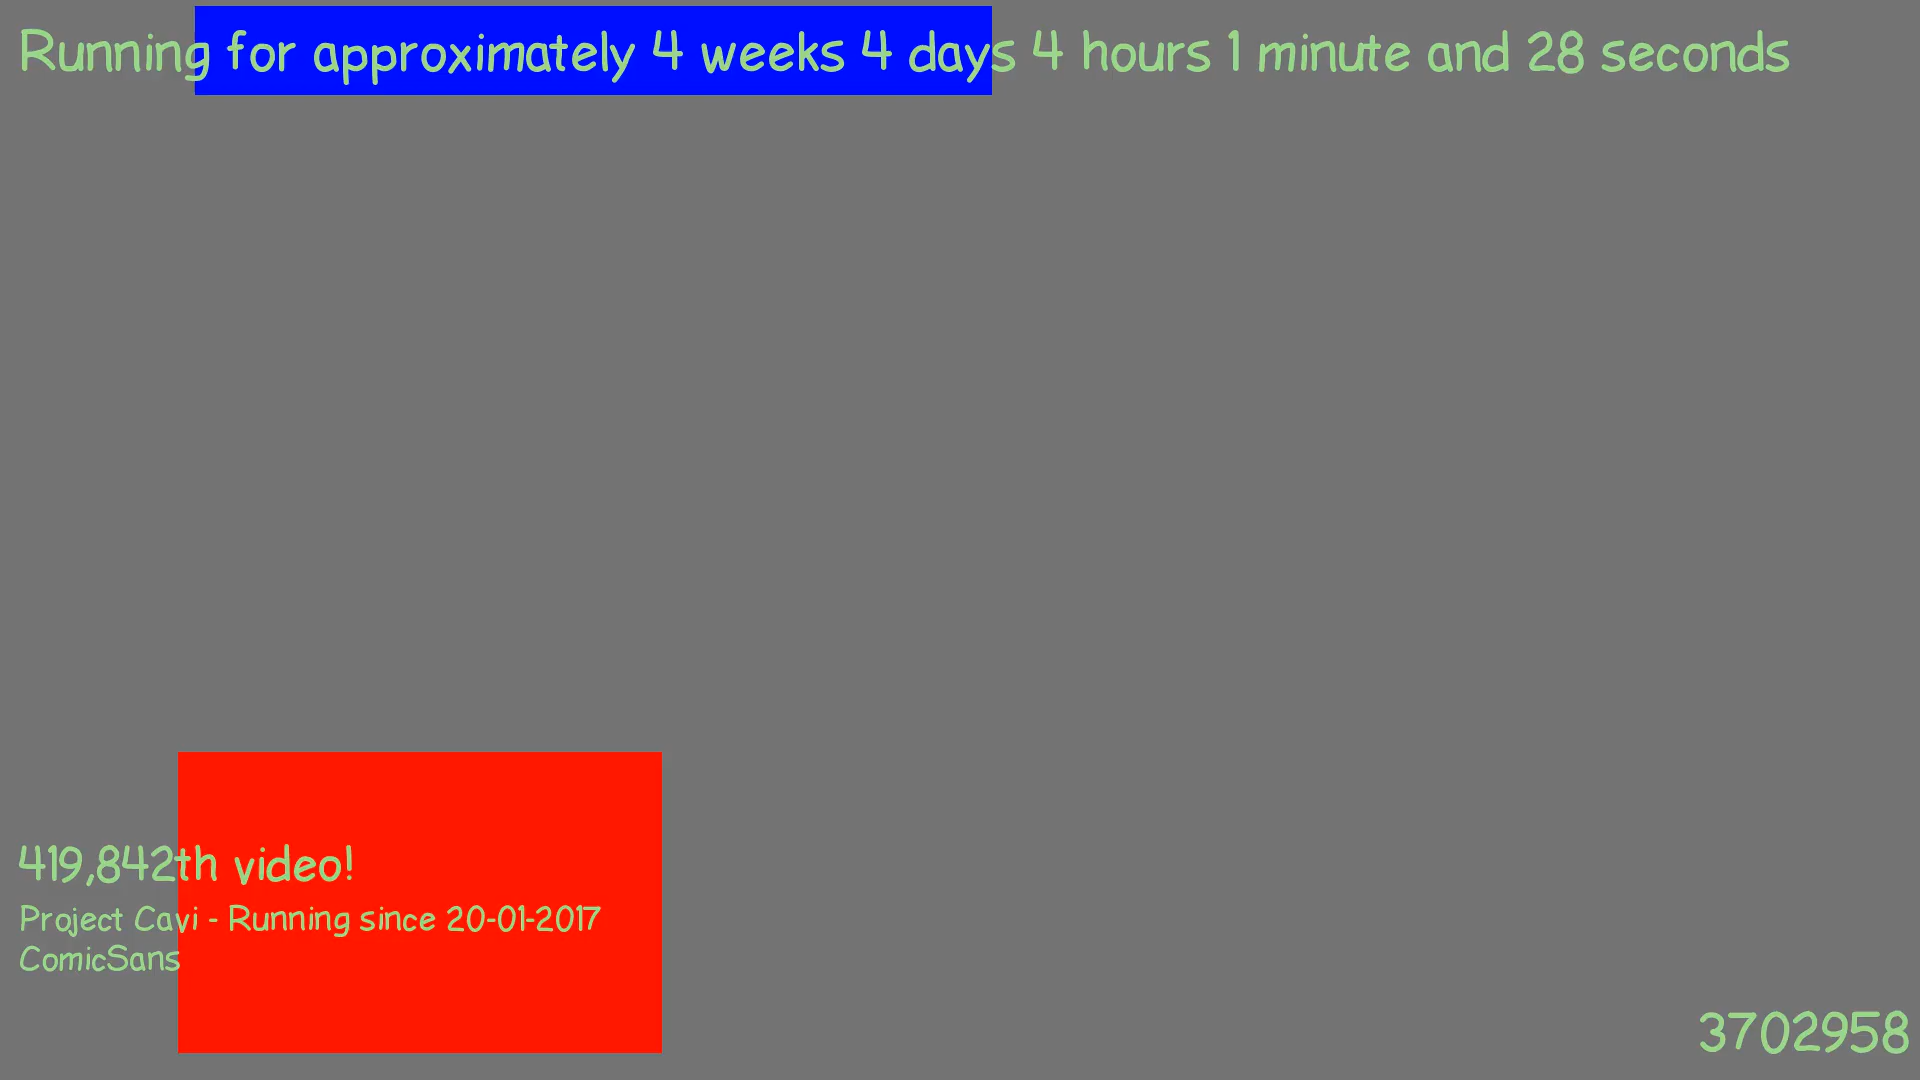 Running for approximately 4 weeks 4 days 4 hours 1 minute and 28 seconds
419,842th video!
Project Cavi - Running since 20-01-2017
ComicSans
3702958